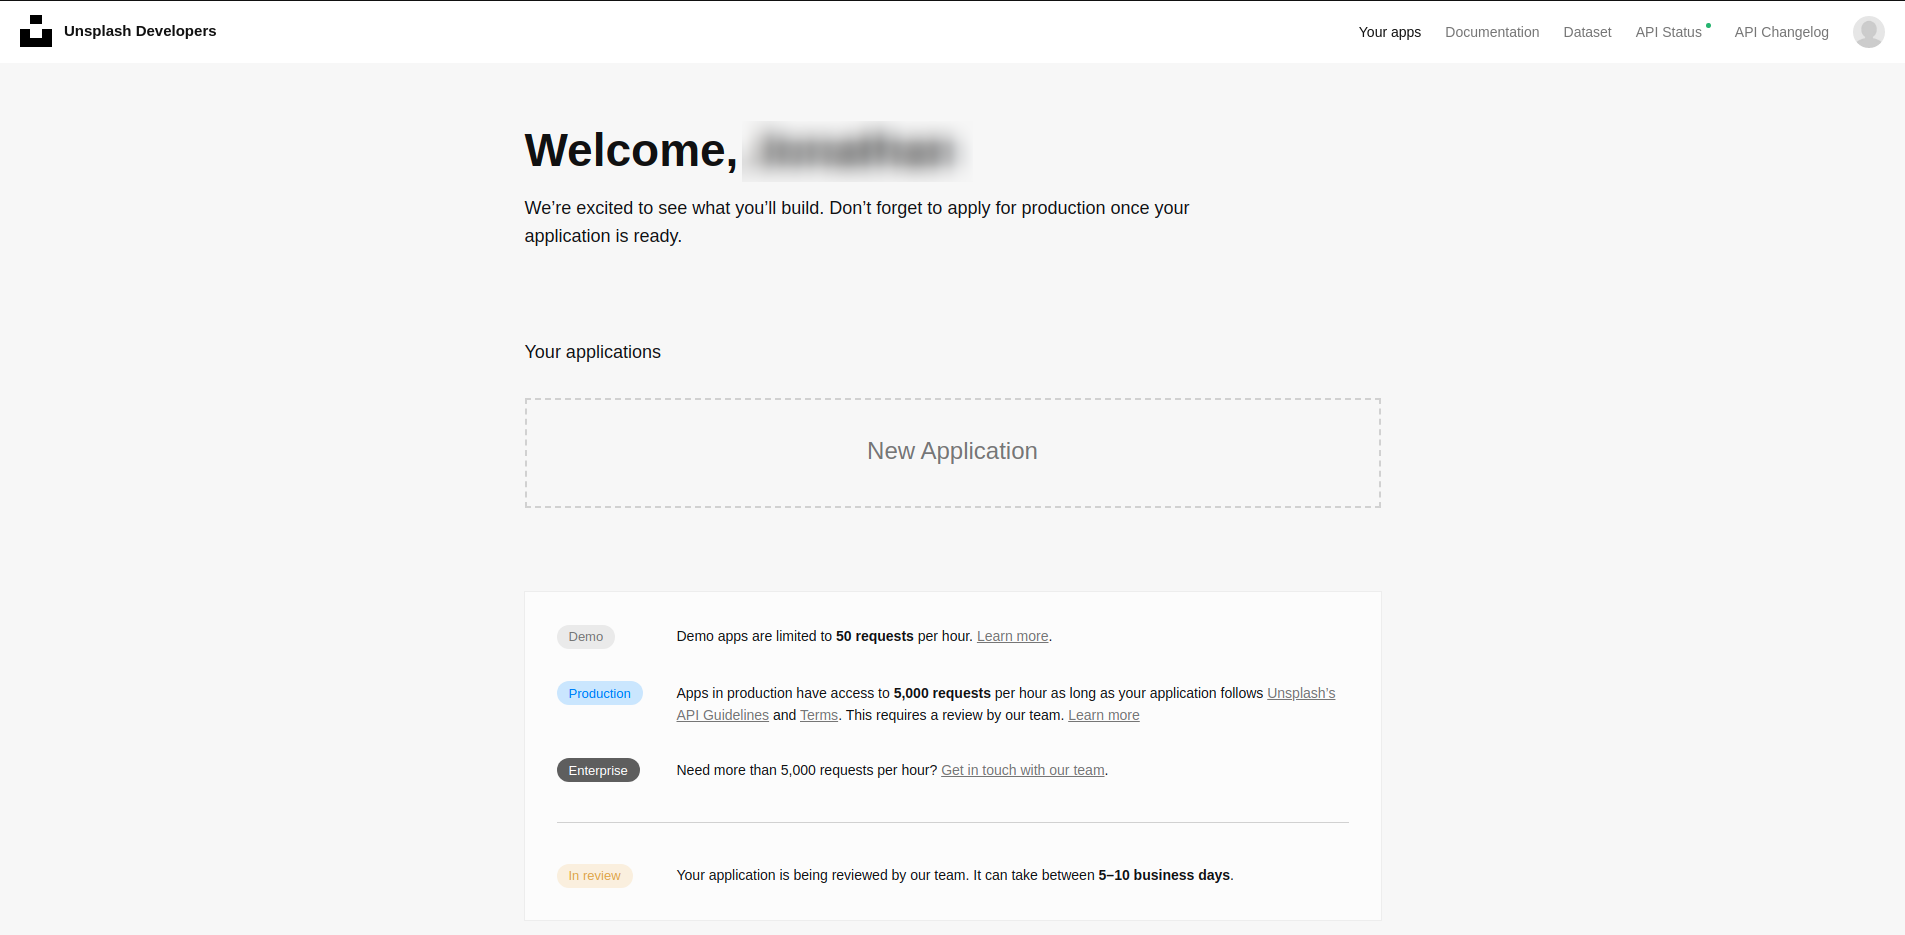 Unsplash Developers
Your apps
Documentation
Dataset
API Status
API Changelog
Welcome,
We’re excited to see what you’ll build. Don’t forget to apply for production once your
application is ready.
Your applications
New Application
Demo
Demo apps are limited to 50 requests per hour. Learn more.
Production
Apps in production have access to 5,000 requests per hour as long as your application follows Unsplash’s
API Guidelines and Terms. This requires a review by our team. Learn more
Enterprise
Need more than 5,000 requests per hour? Get in touch with our team.
In review
Your application is being reviewed by our team. It can take between 5–10 business days.